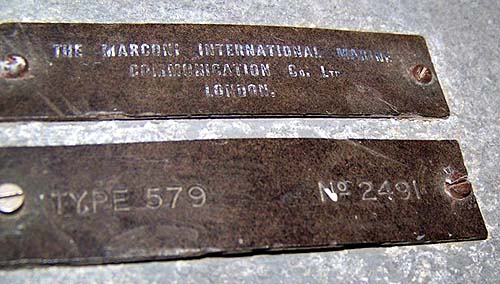 THE MARCONI INTERNATIONAL MARINE
COMMUNICATION Co. LTD
LONDON.
TYPE 579 No 2491